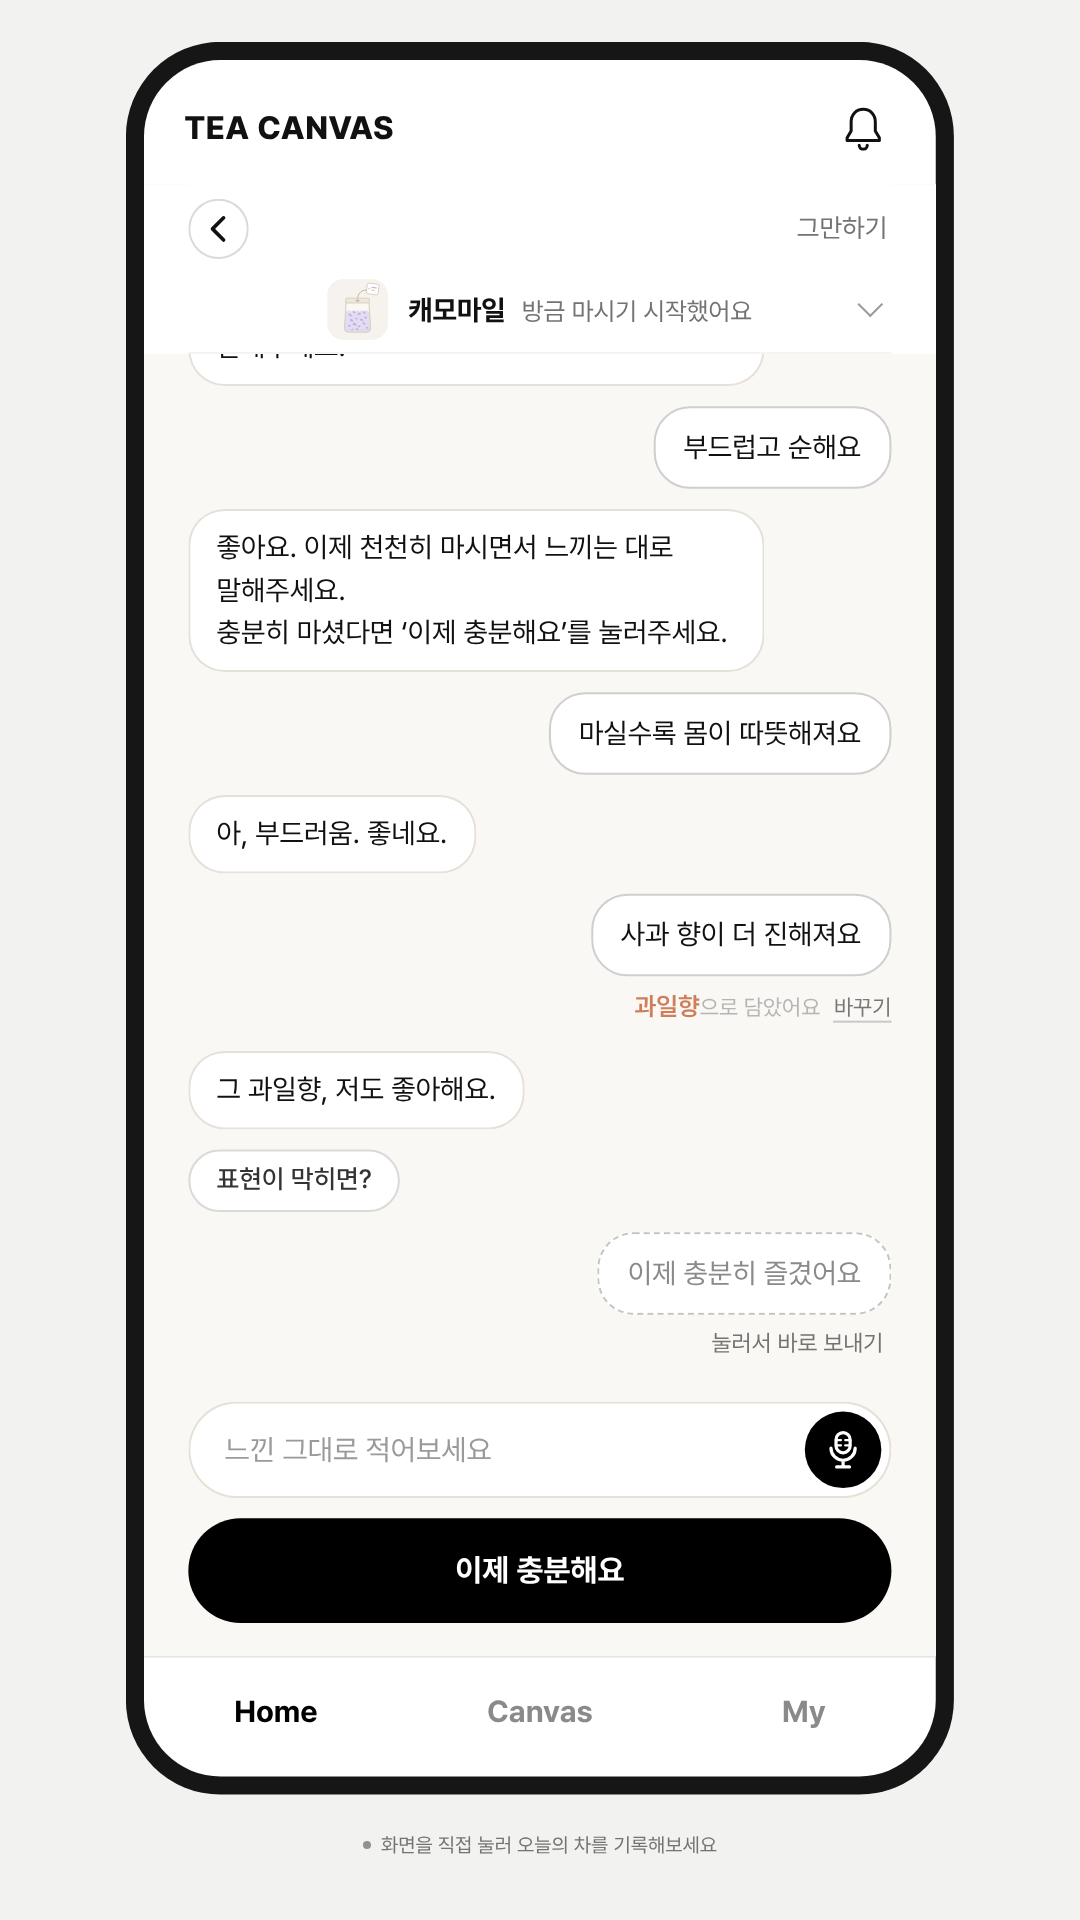 TEA CANVAS
그만하기
캐모마일 방금 마시기 시작했어요
부드럽고 순해요
좋아요. 이제 천천히 마시면서 느끼는 대로
말해주세요.
충분히 마셨다면 ‘이제 충분해요’를 눌러주세요.
마실수록 몸이 따뜻해져요
아, 부드러움. 좋네요.
사과 향이 더 진해져요
과일향으로 담았어요 바꾸기
그 과일향, 저도 좋아해요.
표현이 막히면?
이제 충분히 즐겼어요
눌러서 바로 보내기
느낀 그대로 적어보세요
이제 충분해요
Home Canvas My
화면을 직접 눌러 오늘의 차를 기록해보세요